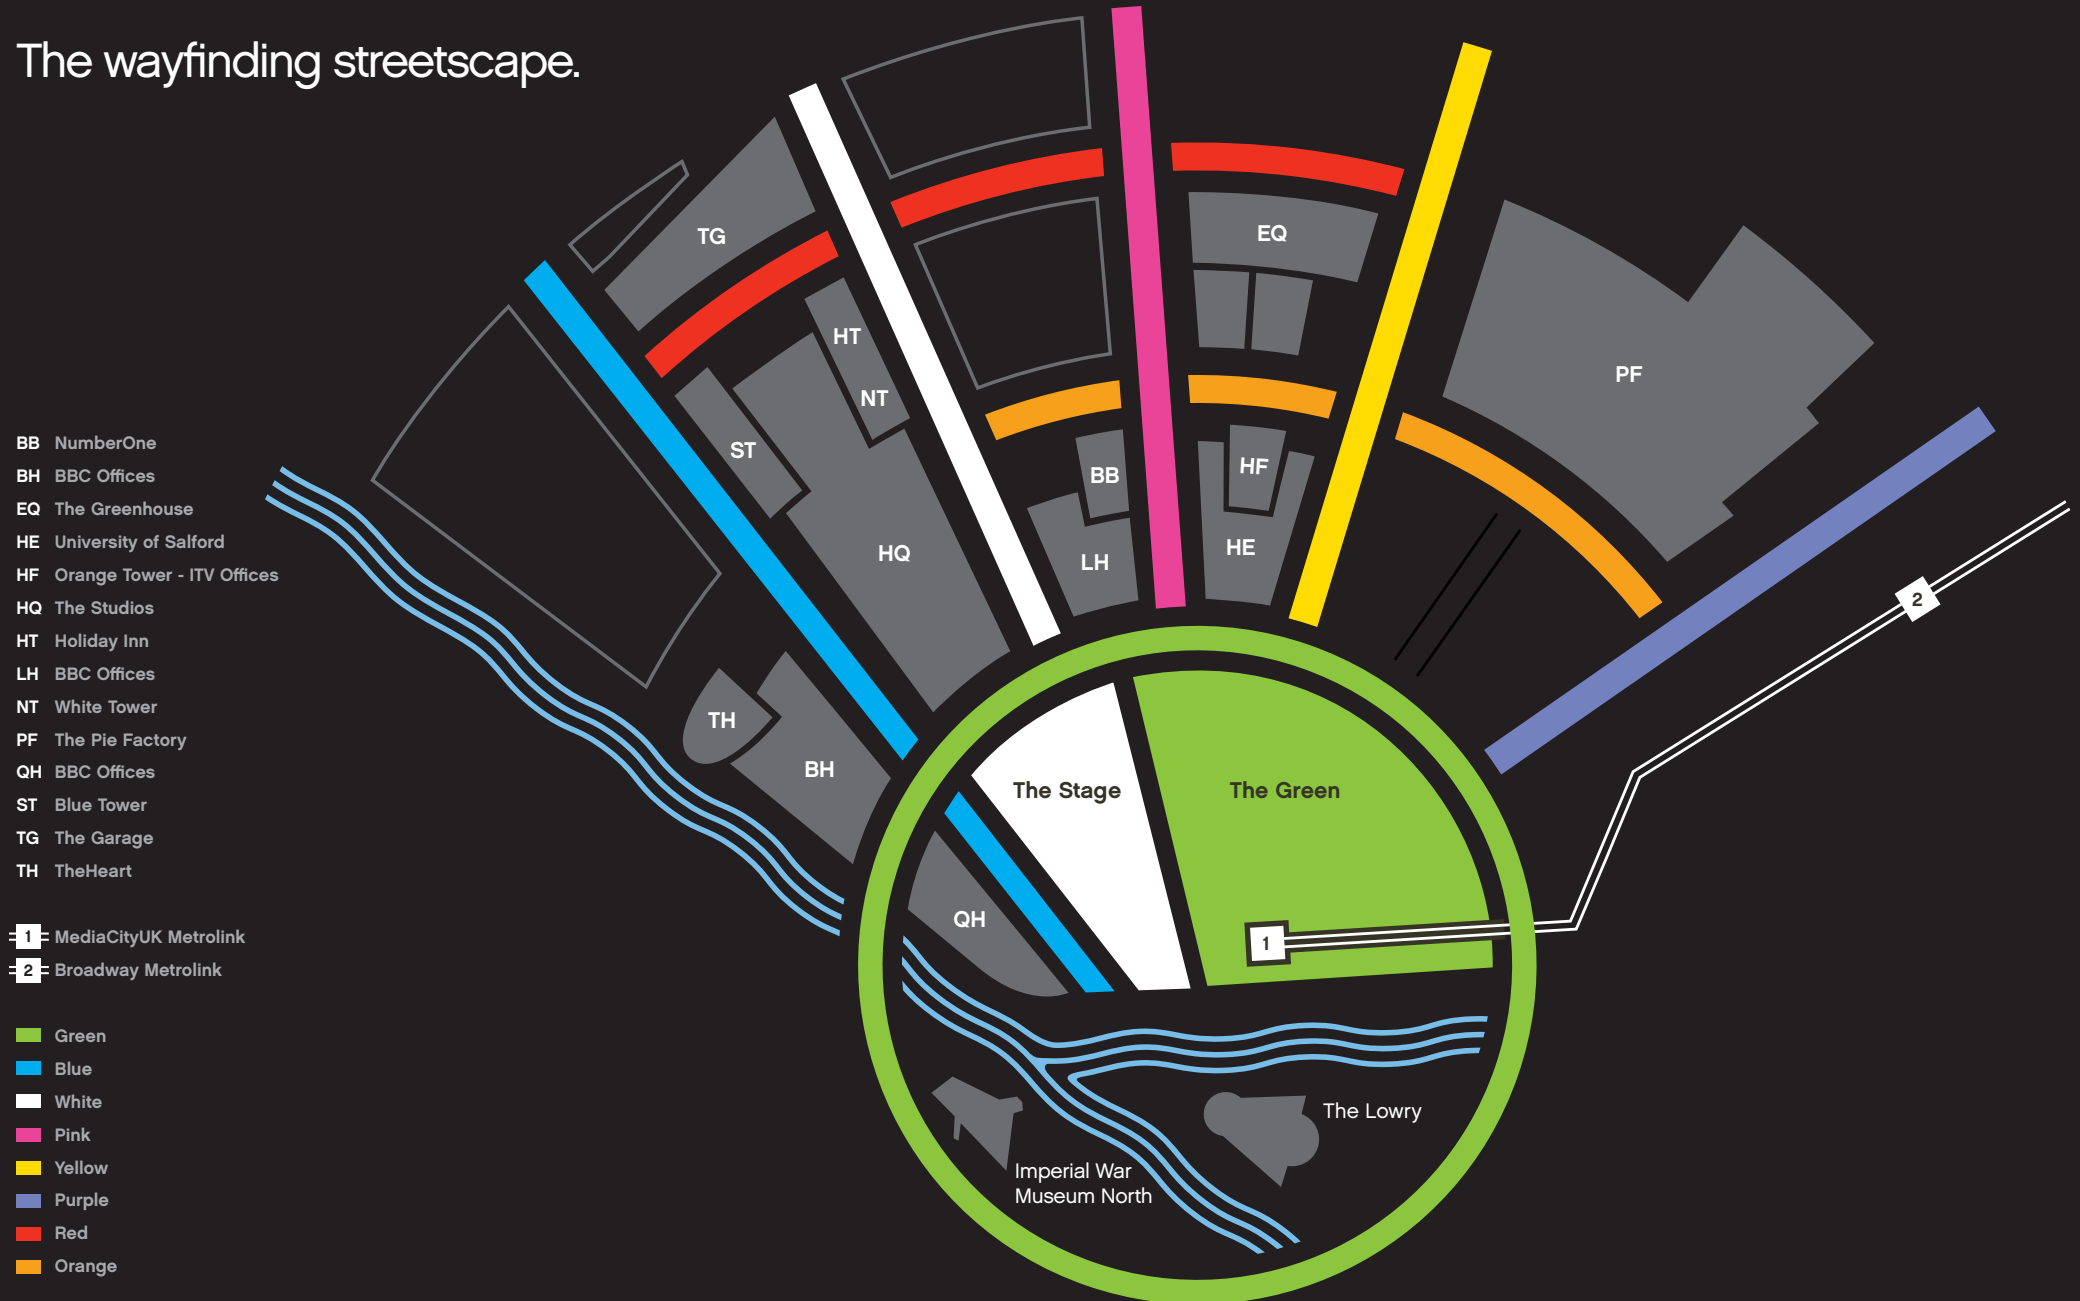 The wayfinding streetscape.
BB NumberOne
BH BBC Offices
EQ The Greenhouse
HE University of Salford
HF Orange Tower - ITV Offices
HQ The Studios
HT Holiday Inn
LH BBC Offices
NT White Tower
PF The Pie Factory
QH BBC Offices
ST Blue Tower
TG The Garage
TH TheHeart
1 MediaCityUK Metrolink
2 Broadway Metrolink
Green
Blue
White
Pink
Yellow
Purple
Red
Orange
TG
EQ
HT
PF
NT
ST
HF
BB
HE
HQ
LH
2
TH
BH
The Stage
The Green
QH
1
The Lowry
Imperial War
Museum North